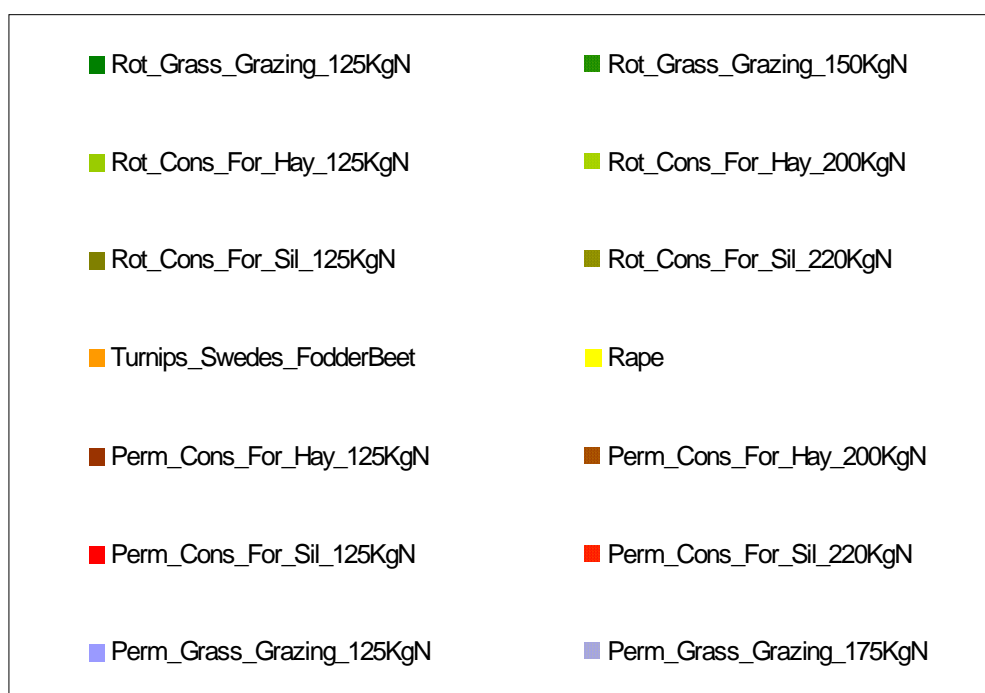 Rot_Grass_Grazing_125KgN Rot_Grass_Grazing_150KgN
Rot_Cons_For_Hay_125KgN Rot_Cons_For_Hay_200KgN
Rot_Cons_For_Sil_125KgN Rot_Cons_For_Sil_220KgN
Turnips_Swedes_FodderBeet Rape
Perm_Cons_For_Hay_125KgN Perm_Cons_For_Hay_200KgN
Perm_Cons_For_Sil_125KgN Perm_Cons_For_Sil_220KgN
Perm_Grass_Grazing_125KgN Perm_Grass_Grazing_175KgN